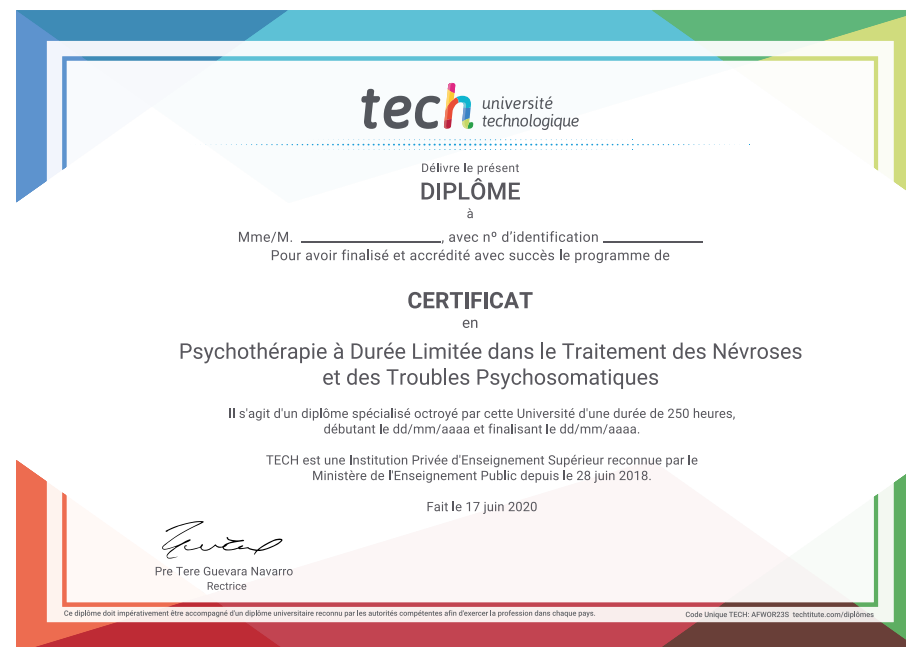 tech université
technologique
Délivre le présent
DIPLÔME
à
Mme/M. ____________________, avec nº d'identification ______________
Pour avoir finalisé et accrédité avec succès le programme de
CERTIFICAT
en
Psychothérapie à Durée Limitée dans le Traitement des Névroses
et des Troubles Psychosomatiques
Il s'agit d'un diplôme spécialisé octroyé par cette Université d'une durée de 250 heures,
débutant le dd/mm/aaaa et finalisant le dd/mm/aaaa.
TECH est une Institution Privée d'Enseignement Supérieur reconnue par le
Ministère de l'Enseignement Public depuis le 28 juin 2018.
Fait le 17 juin 2020
Pre Tere Guevara Navarro
Rectrice
Ce diplôme doit impérativement être accompagné d'un diplôme universitaire reconnu par les autorités compétentes afin d'exercer la profession dans chaque pays.
Code Unique TECH: AFWOR23S techtitute.com/diplômes